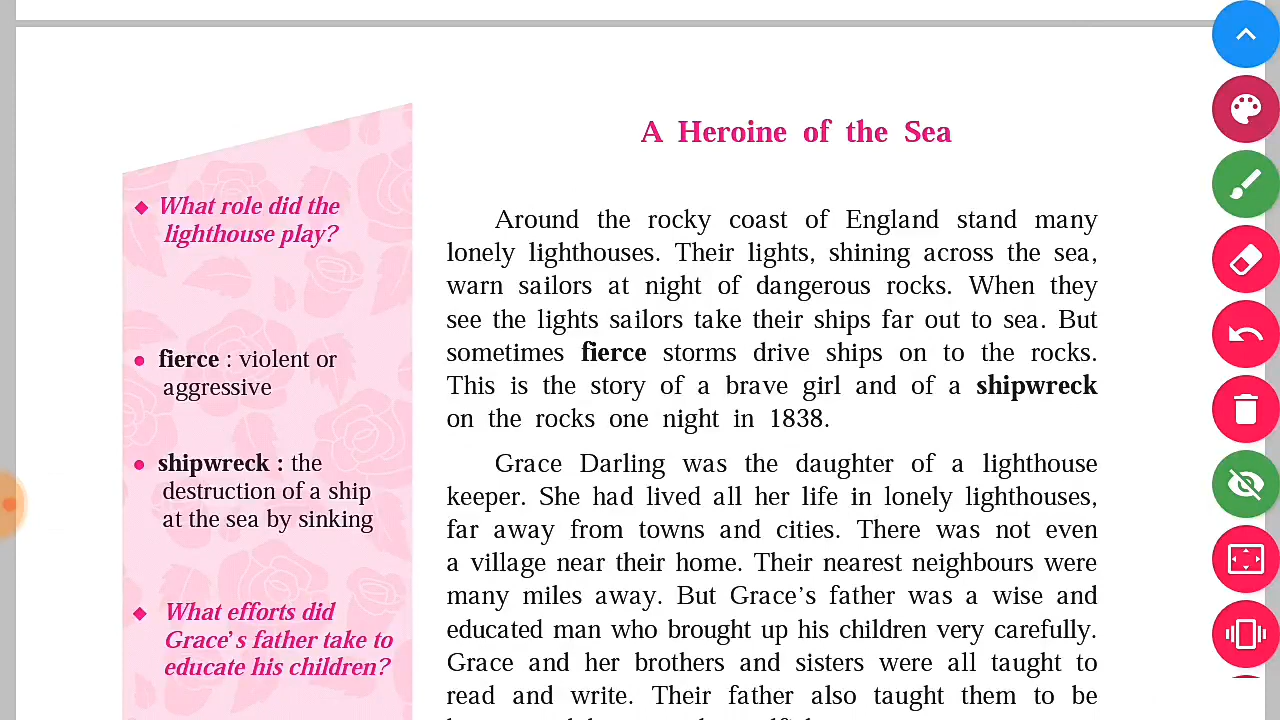 A Heroine of the Sea
◆ What role did the
lighthouse play?
• fierce : violent or
aggressive
• shipwreck : the
destruction of a ship
at the sea by sinking
◆ What efforts did
Grace's father take to
educate his children?
Around the rocky coast of England stand many
lonely lighthouses. Their lights, shining across the sea,
warn sailors at night of dangerous rocks. When they
see the lights sailors take their ships far out to sea. But
sometimes fierce storms drive ships on to the rocks.
This is the story of a brave girl and of a shipwreck
on the rocks one night in 1838.
Grace Darling was the daughter of a lighthouse
keeper. She had lived all her life in lonely lighthouses,
far away from towns and cities. There was not even
a village near their home. Their nearest neighbours were
many miles away. But Grace's father was a wise and
educated man who brought up his children very carefully.
Grace and her brothers and sisters were all taught to
read and write. Their father also taught them to be